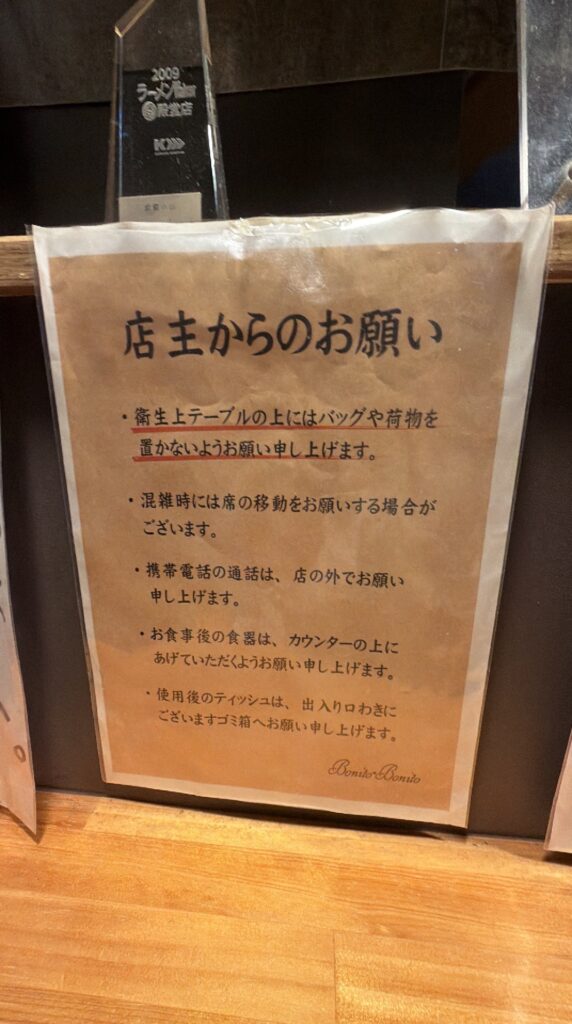 2009
ラーメンWalker
殿堂店
店主からのお願い
・衛生上テーブルの上にはバッグや荷物を
置かないようお願い申し上げます。
・混雑時には席の移動をお願いする場合が
ございます。
・携帯電話の通話は、店の外でお願い
申し上げます。
・お食事後の食器は、カウンターの上に
あげていただくようお願い申し上げます。
・使用後のティッシュは、出入り口わきに
ございますゴミ箱へお願い申し上げます。
Bonito Bonito